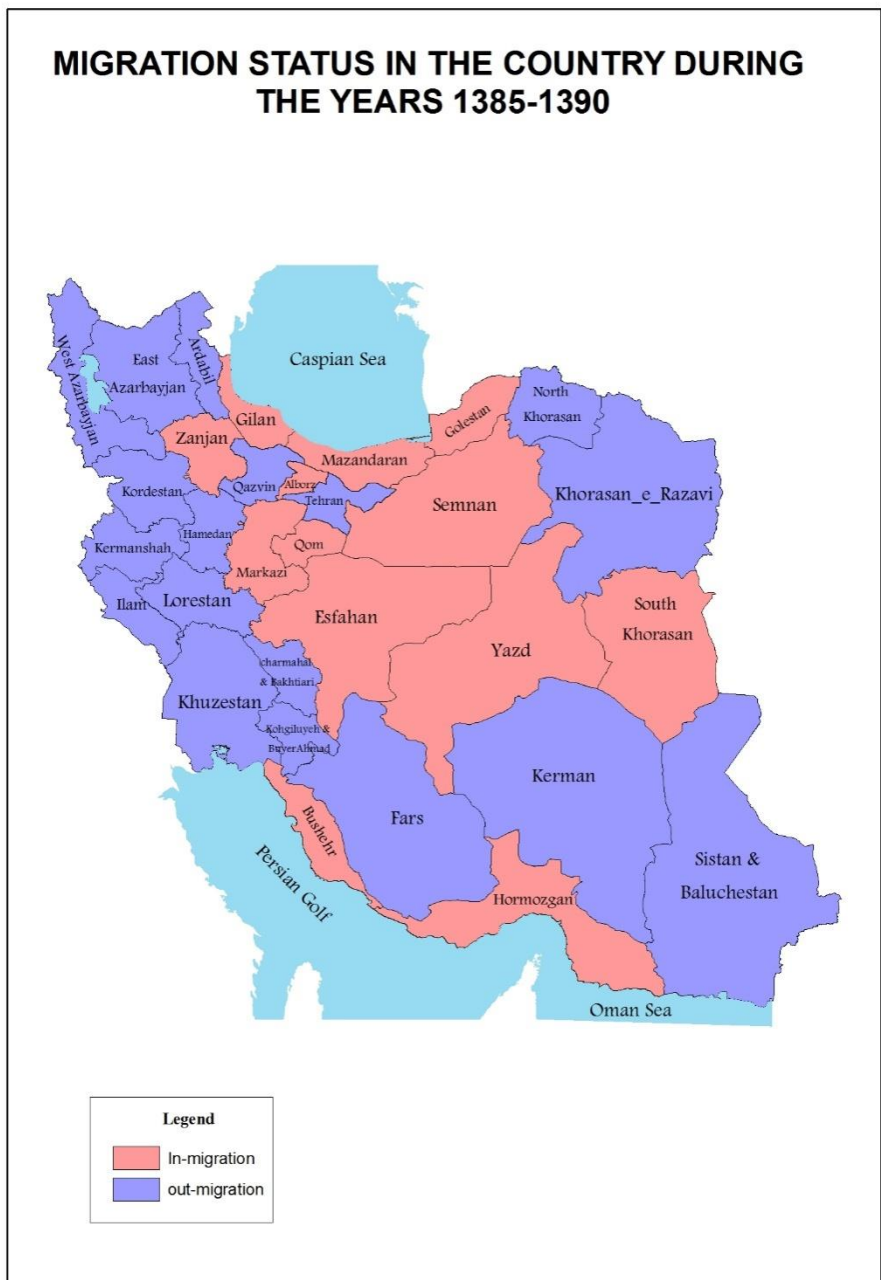 MIGRATION STATUS IN THE COUNTRY DURING
THE YEARS 1385-1390
Caspian Sea
West Azarbayjan
East
Azarbayjan
Ardabil
Gilan
Zanjan
Mazandaran
Golestan
North
Khorasan
Kordestan
Qazvin
Alborz
Tehran
Semnan
Khorasan_e_Razavi
Hamedan
Kermanshah
Qom
Markazi
Ilam
Lorestan
Esfahan
Yazd
South
Khorasan
charmahal
& Bakhtiari
Khuzestan
Kohgiluyeh &
BuyerAhmad
Kerman
Fars
Bushehr
Sistan &
Baluchestan
Persian Golf
Hormozgan
Oman Sea
Legend
In-migration
out-migration